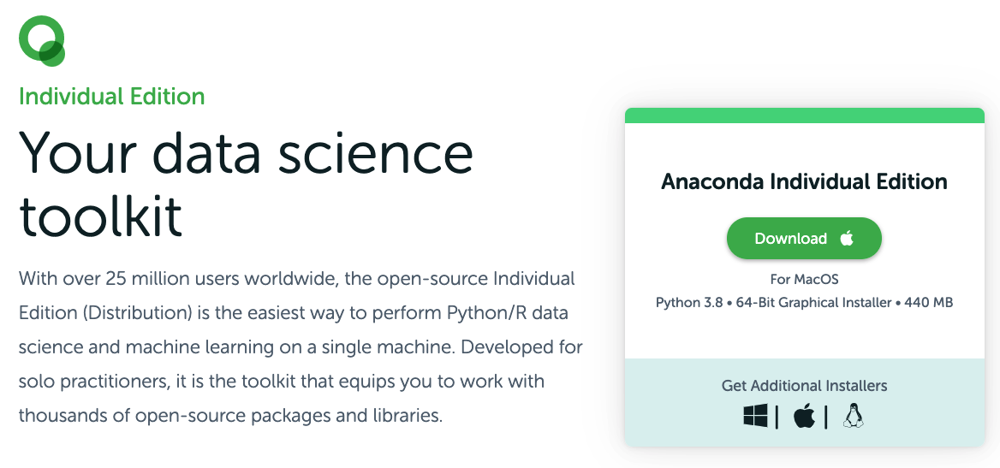 Individual Edition
Your data science
toolkit
With over 25 million users worldwide, the open-source Individual
Edition (Distribution) is the easiest way to perform Python/R data
science and machine learning on a single machine. Developed for
solo practitioners, it is the toolkit that equips you to work with
thousands of open-source packages and libraries.
Anaconda Individual Edition
Download
For MacOS
Python 3.8 • 64-Bit Graphical Installer • 440 MB
Get Additional Installers